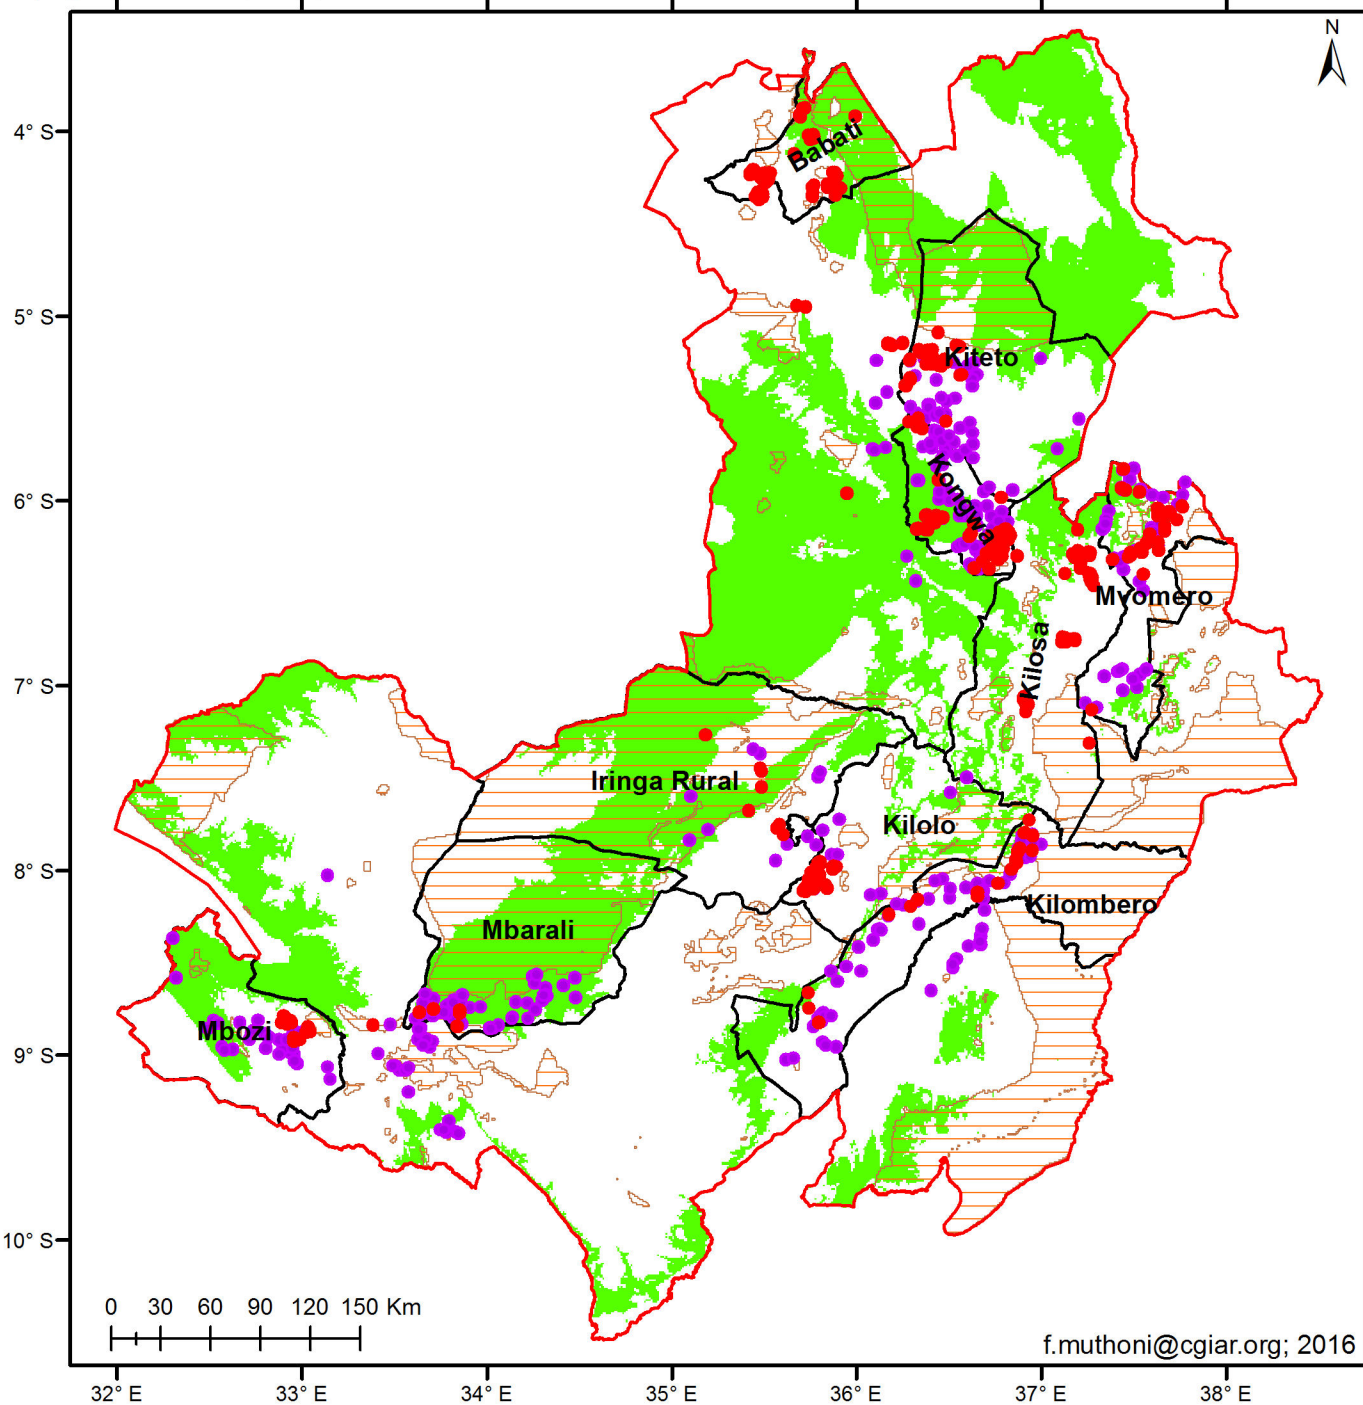 N
4° S
5° S
6° S
7° S
8° S
9° S
10° S
Babati
Kiteto
Kongwa
Mvomero
Kilosa
Iringa Rural
Kilolo
Kilombero
Mbarali
Mbozi
0 30 60 90 120 150 Km
f.muthoni@cgiar.org; 2016
32° E 33° E 34° E 35° E 36° E 37° E 38° E